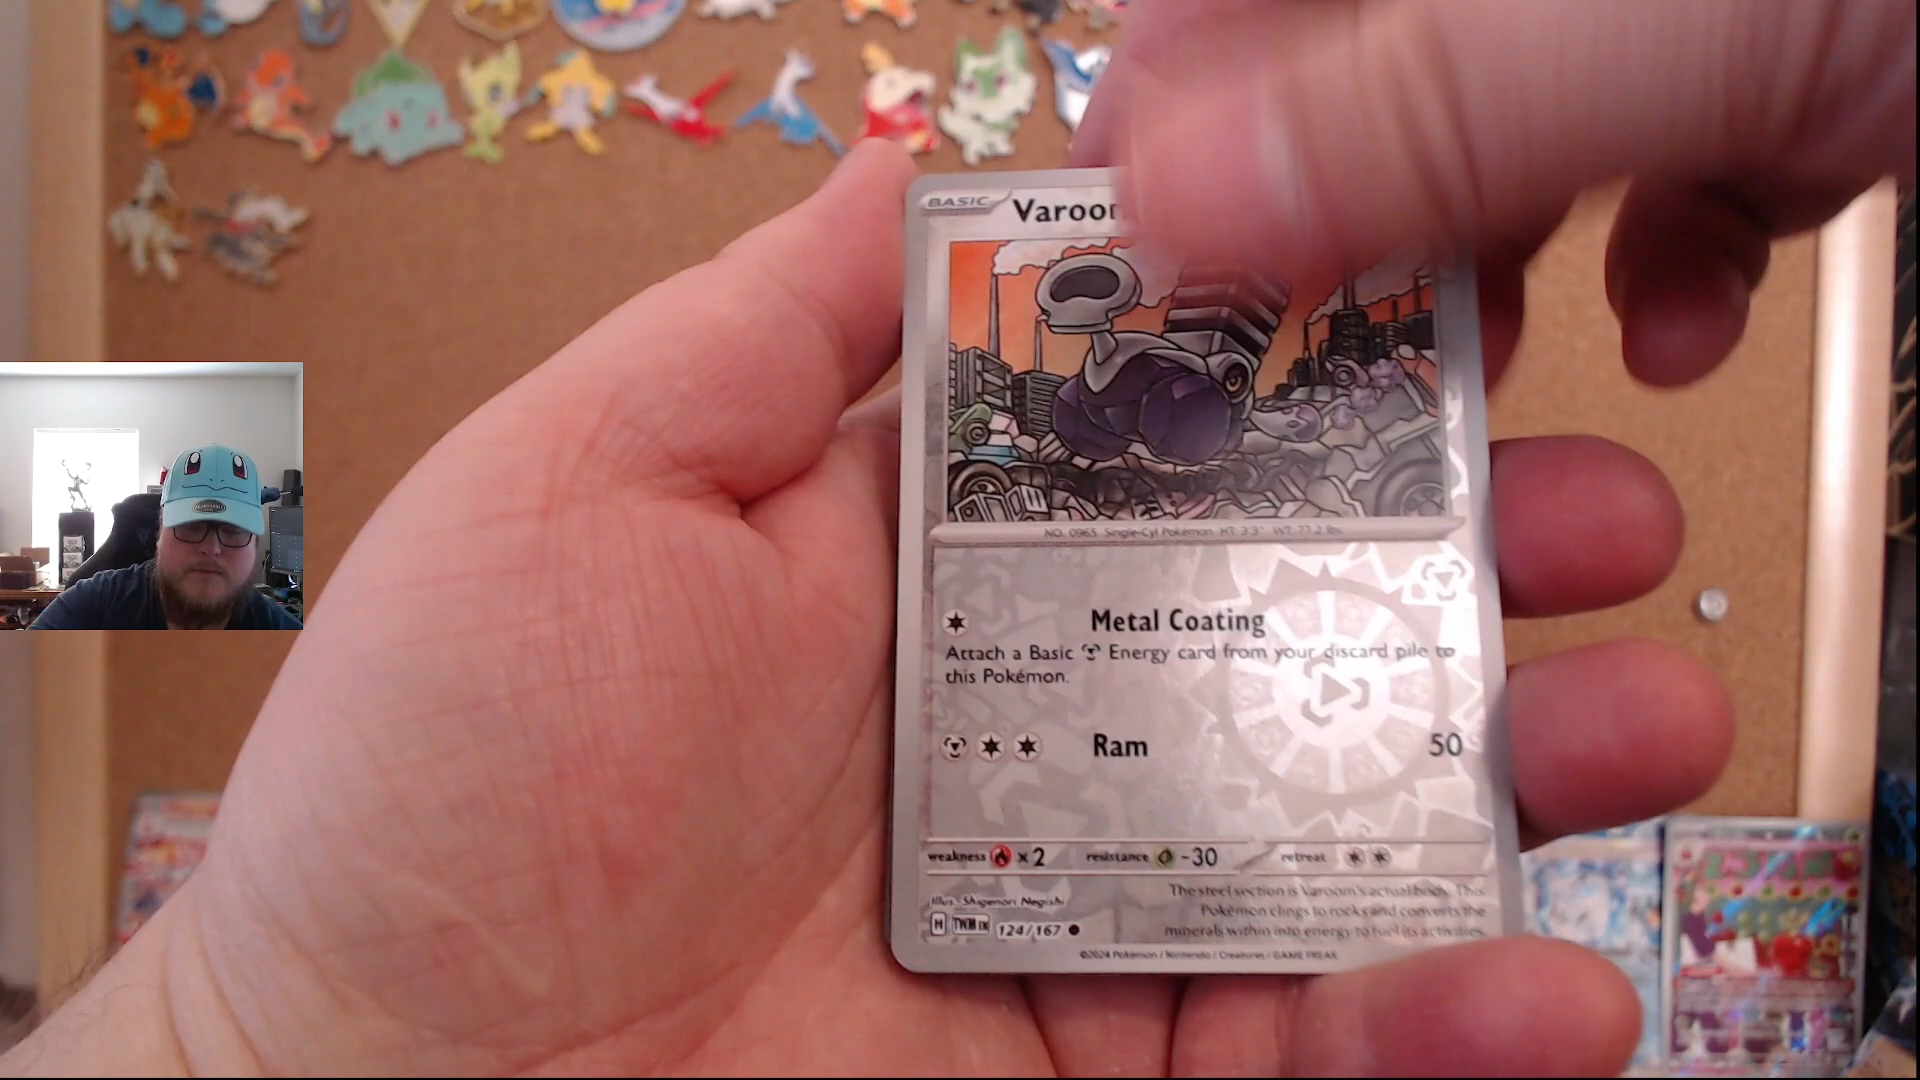 BASIC Varoom
NO. 0965 Single-Cyl Pokémon HT: 3'3" WT: 77.2 lbs.
Metal Coating
Attach a Basic Energy card from your discard pile to
this Pokémon.
Ram 50
weakness ×2 resistance -30 retreat
Illus. Shigenori Negishi
The steel section is Varoom's actual body. This
Pokémon clings to rocks and converts the
minerals within into energy to fuel its activities.
H TWM EN 124/167
©2024 Pokémon / Nintendo / Creatures / GAME FREAK